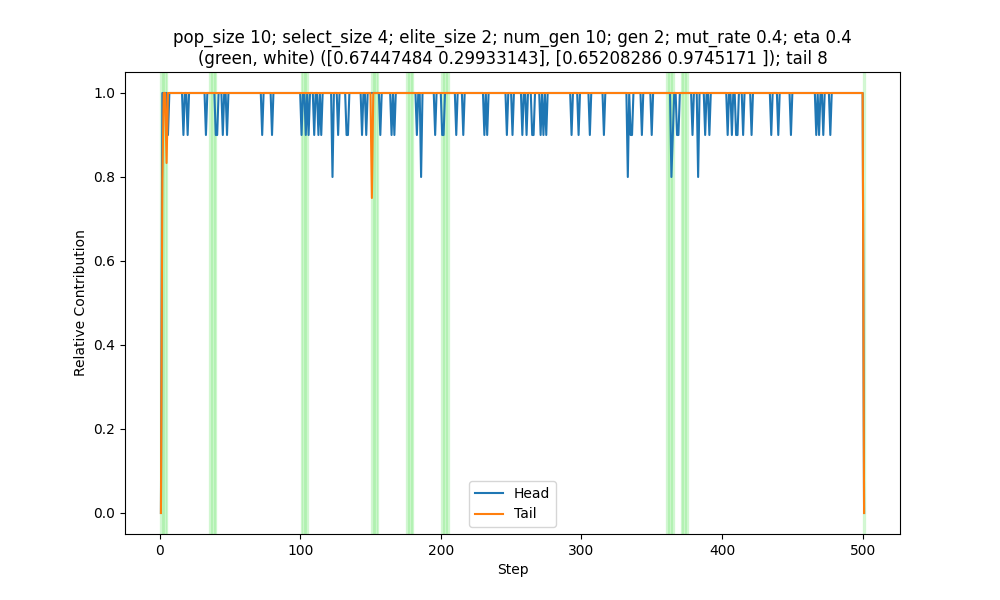 pop_size 10; select_size 4; elite_size 2; num_gen 10; gen 2; mut_rate 0.4; eta 0.4
(green, white) ([0.67447484 0.29933143], [0.65208286 0.9745171 ]); tail 8
1.0
0.8
0.6
0.4
0.2
0.0
Relative Contribution
Head
Tail
0 100 200 300 400 500
Step